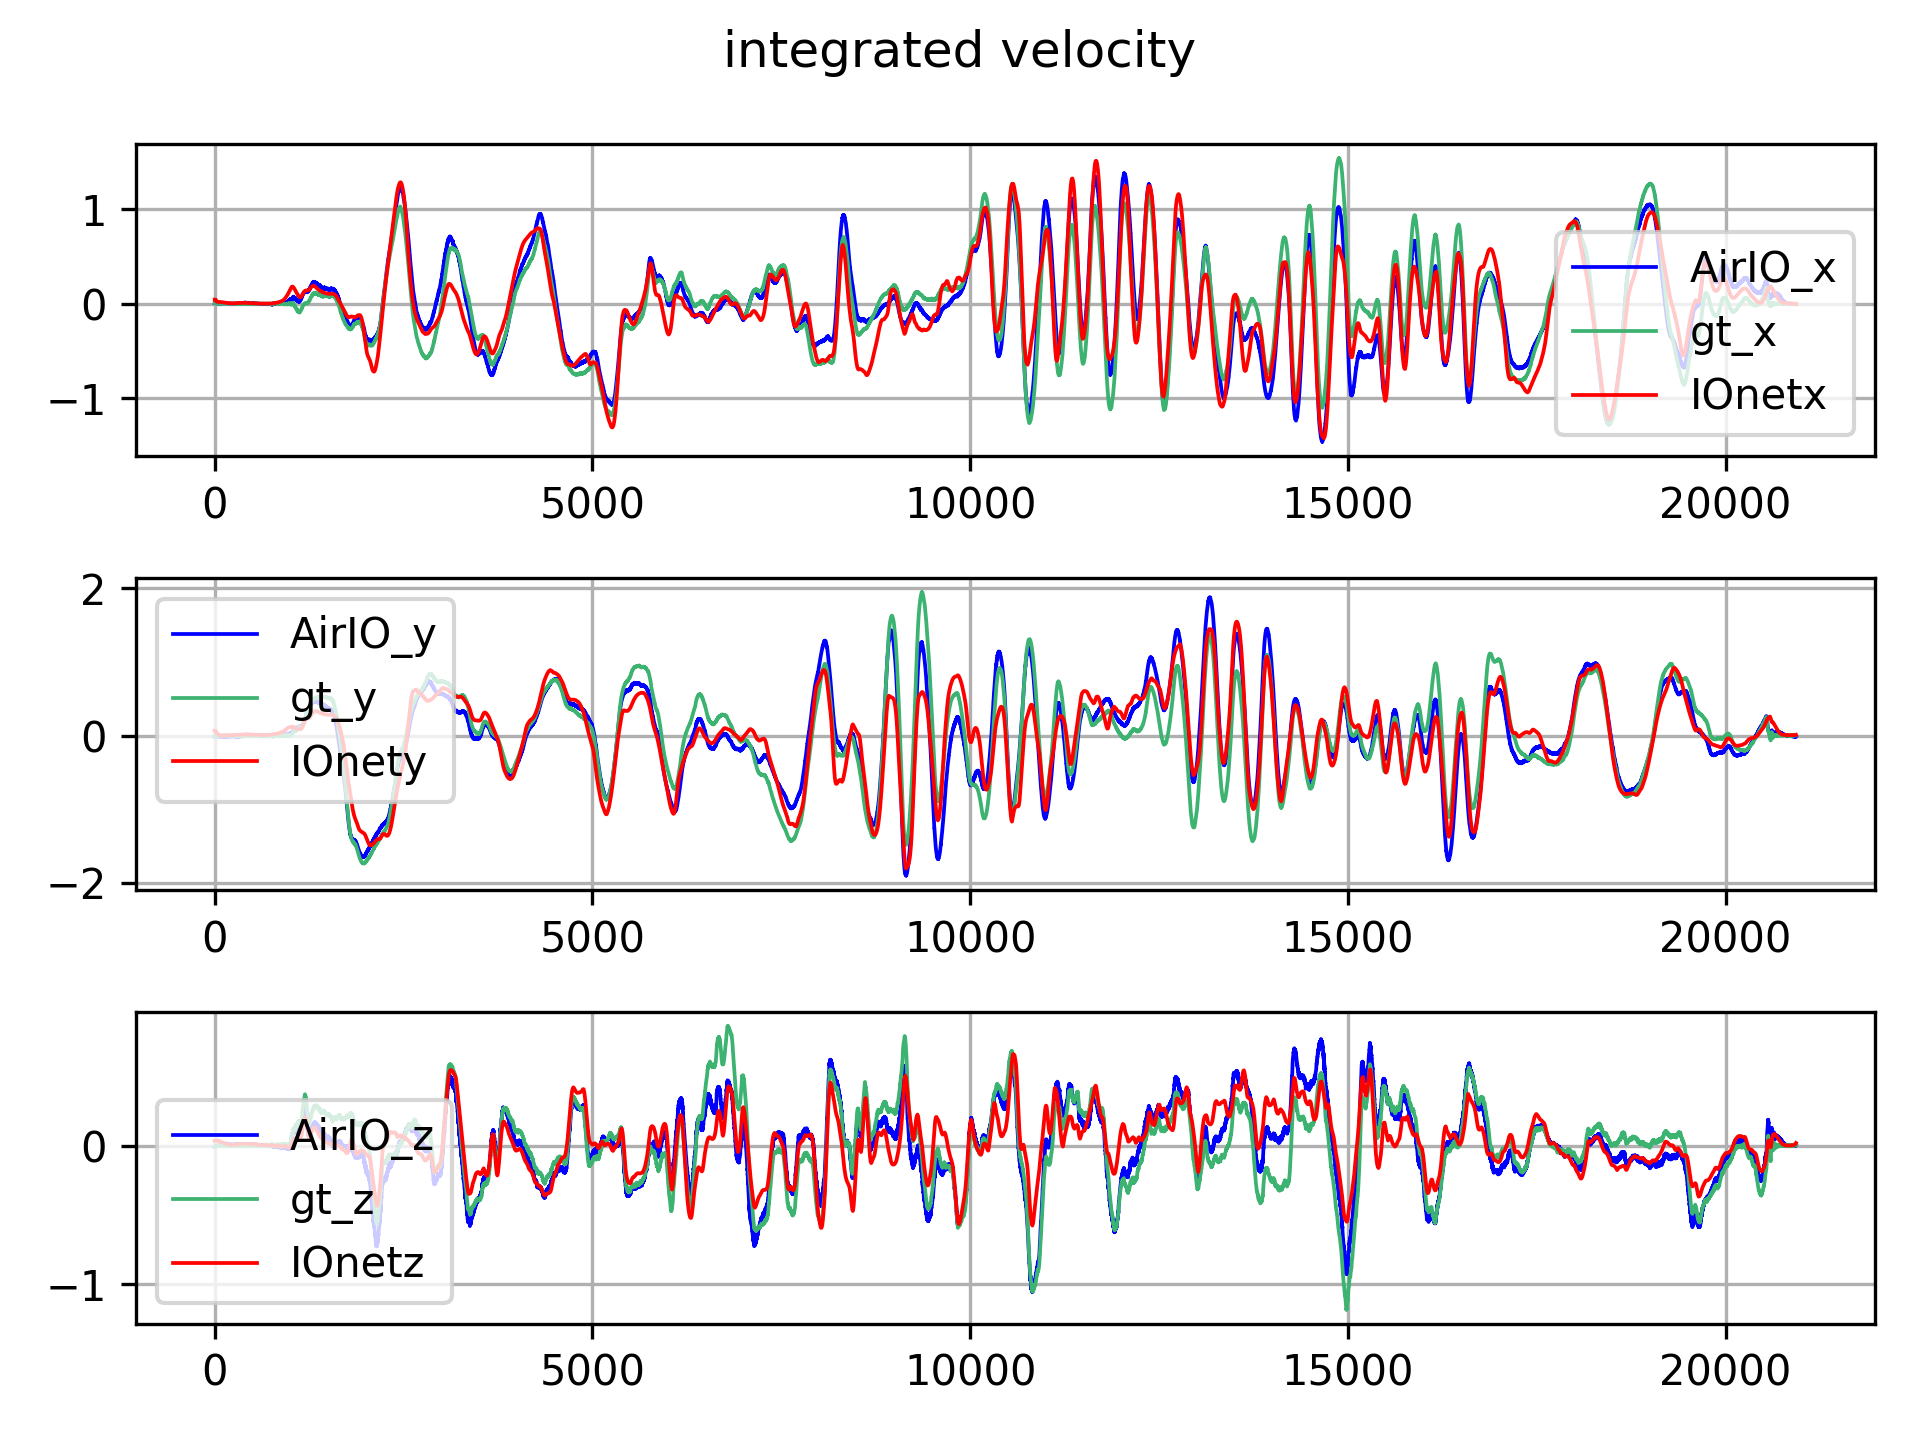 integrated velocity
1
0
−1
AirIO_x
gt_x
IOnetx
0 5000 10000 15000 20000
2
0
−2
AirIO_y
gt_y
IOnety
0 5000 10000 15000 20000
0
−1
AirIO_z
gt_z
IOnetz
0 5000 10000 15000 20000